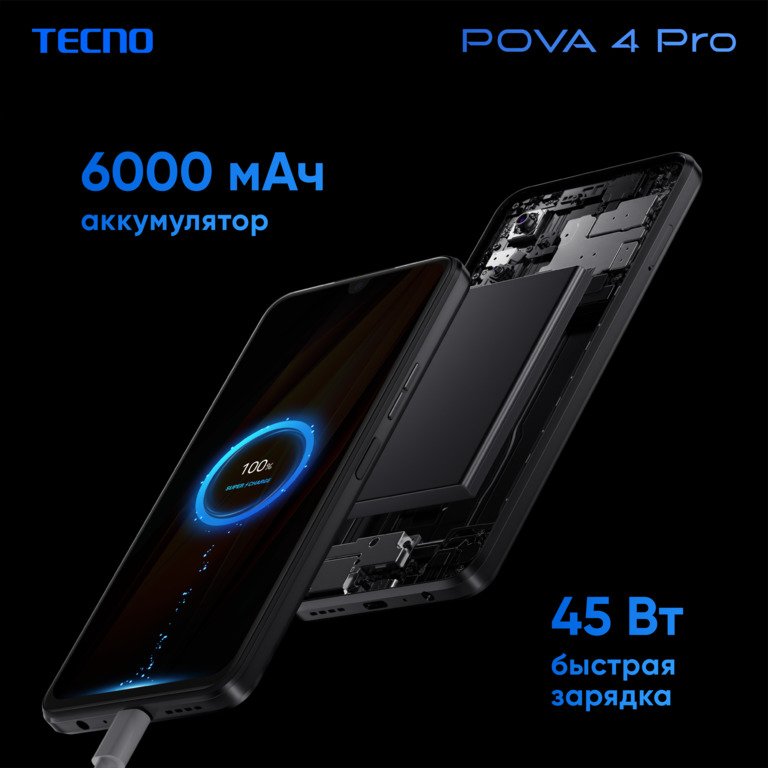 TECNO
POVA 4 Pro
6000 мАч
аккумулятор
100%
SUPER CHARGE
45 Вт
быстрая
зарядка